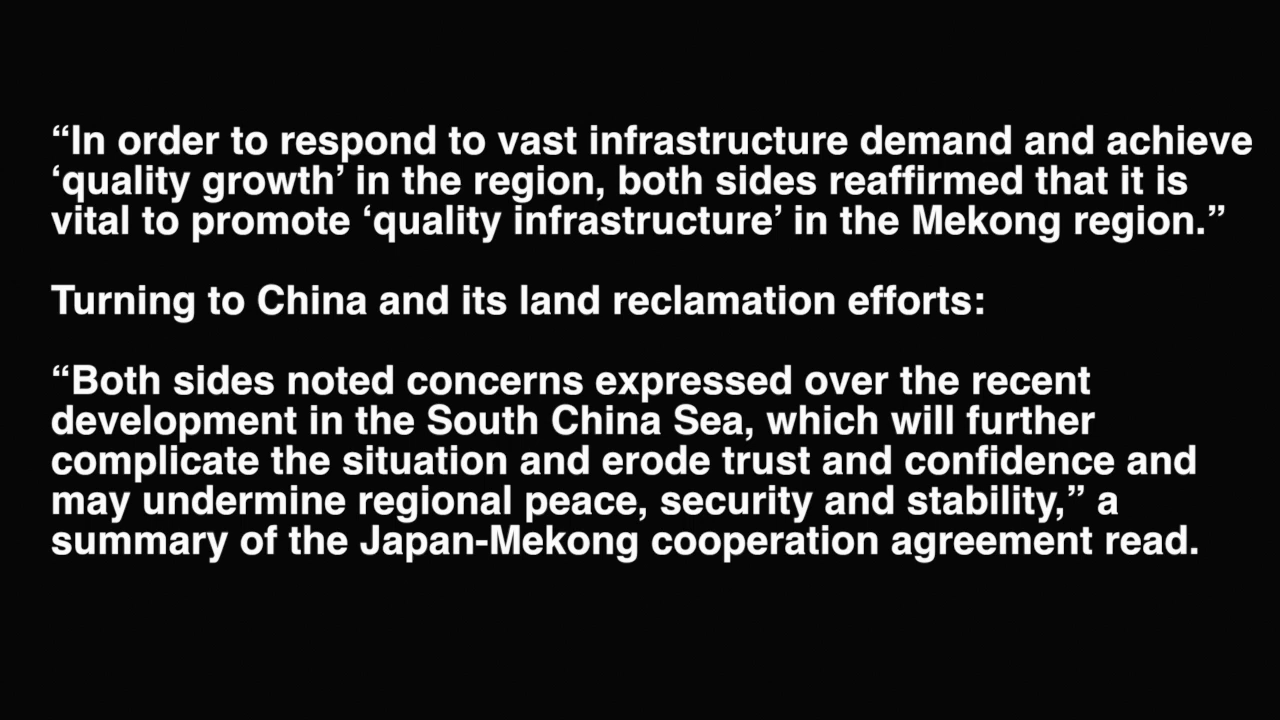 “In order to respond to vast infrastructure demand and achieve
‘quality growth’ in the region, both sides reaffirmed that it is
vital to promote ‘quality infrastructure’ in the Mekong region.”
Turning to China and its land reclamation efforts:
“Both sides noted concerns expressed over the recent
development in the South China Sea, which will further
complicate the situation and erode trust and confidence and
may undermine regional peace, security and stability,” a
summary of the Japan-Mekong cooperation agreement read.